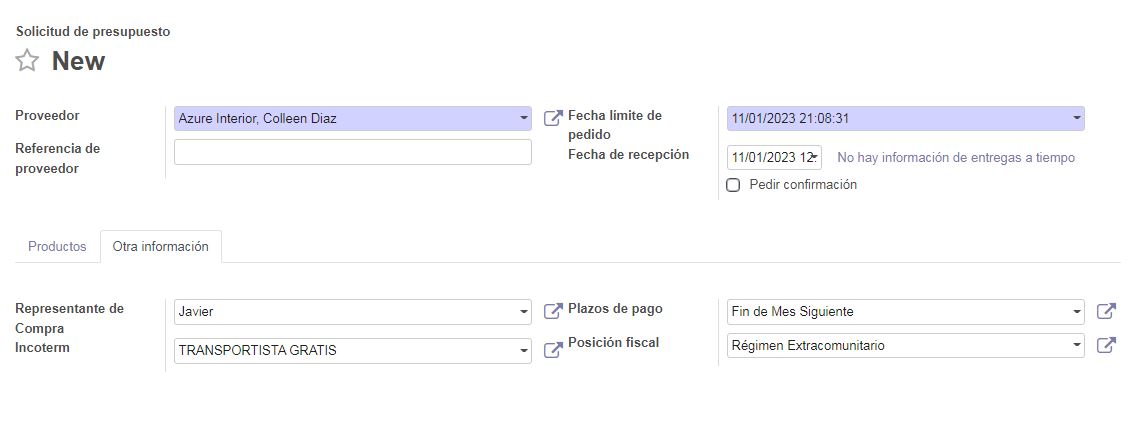 Solicitud de presupuesto
New
Proveedor
Azure Interior, Colleen Diaz
Referencia de
proveedor
Fecha límite de
pedido
11/01/2023 21:08:31
Fecha de recepción
11/01/2023 12:
No hay información de entregas a tiempo
Pedir confirmación
Productos
Otra información
Representante de
Compra
Javier
Incoterm
TRANSPORTISTA GRATIS
Plazos de pago
Fin de Mes Siguiente
Posición fiscal
Régimen Extracomunitario